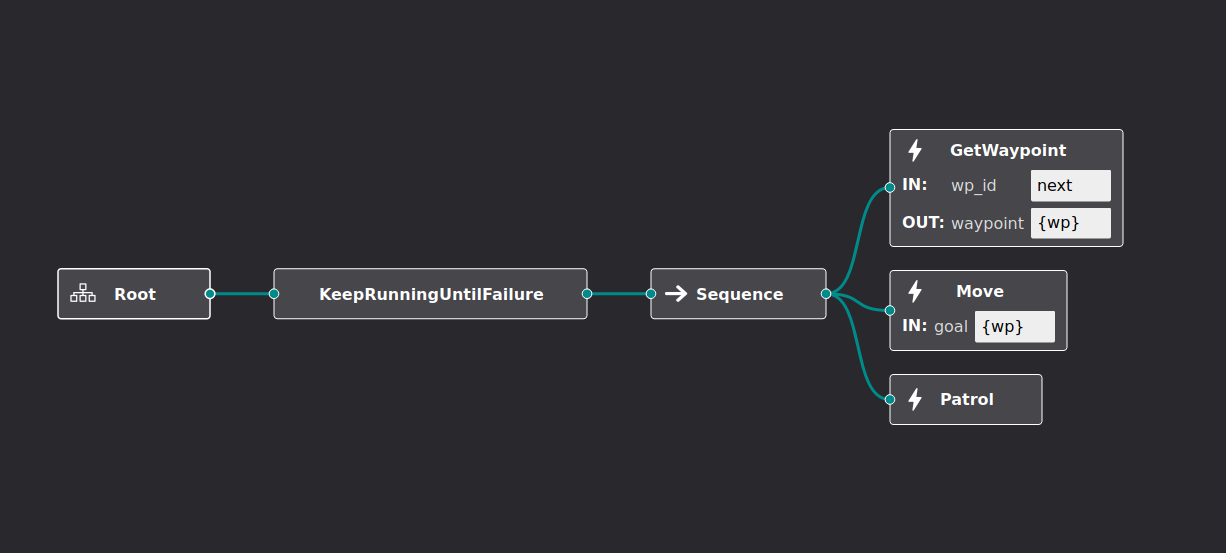 Root
KeepRunningUntilFailure
Sequence
GetWaypoint
IN: wp_id next
OUT: waypoint {wp}
Move
IN: goal {wp}
Patrol